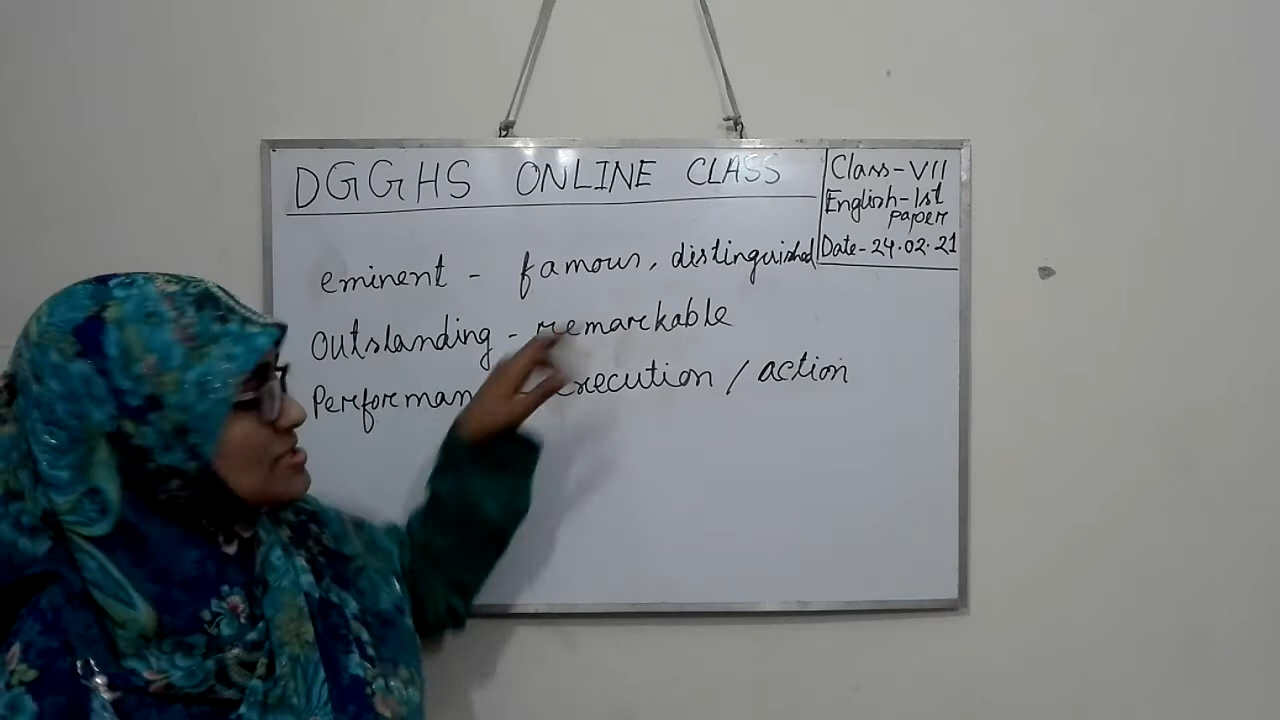 DGGHS ONLINE CLASS
Class-VII
English-1st
paper
Date-24.02.21
eminent - famous, distinguished
Outstanding - remarkable
execution / action